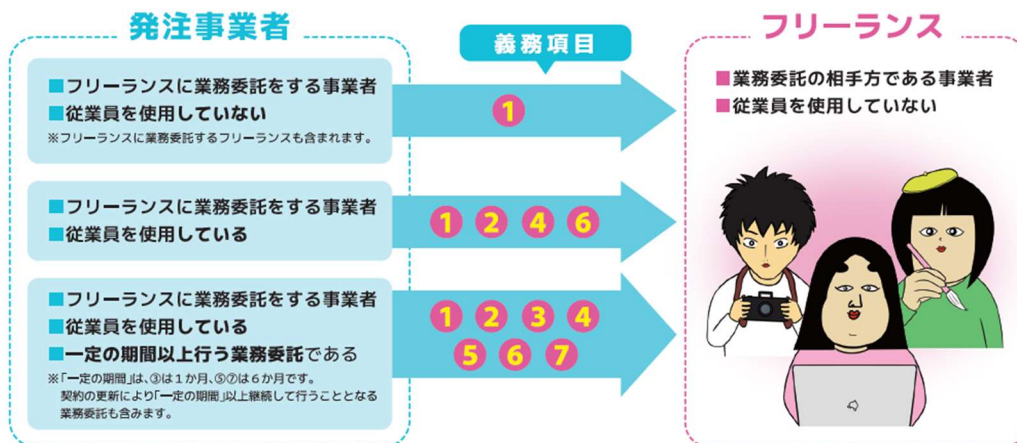 発注事業者
義務項目
フリーランス
■フリーランスに業務委託をする事業者
■従業員を使用していない
※フリーランスに業務委託するフリーランスも含まれます。
1
■業務委託の相手方である事業者
■従業員を使用していない
■フリーランスに業務委託をする事業者
■従業員を使用している
1 2 4 6
■フリーランスに業務委託をする事業者
■従業員を使用している
■一定の期間以上行う業務委託である
※「一定の期間」は、③は1か月、⑤⑦は6か月です。
契約の更新により「一定の期間」以上継続して行うこととなる
業務委託も含みます。
1 2 3 4
5 6 7